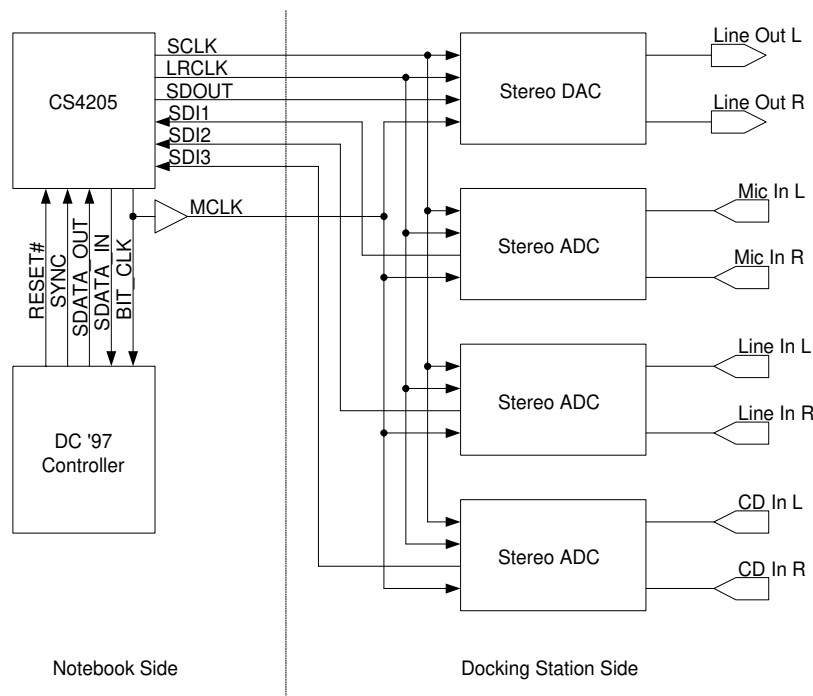 CS4205
SCLK
LRCLK
SDOUT
SDI1
SDI2
SDI3
MCLK
RESET#
SYNC
SDATA_OUT
SDATA_IN
BIT_CLK
DC '97
Controller
Stereo DAC
Line Out L
Line Out R
Stereo ADC
Mic In L
Mic In R
Stereo ADC
Line In L
Line In R
Stereo ADC
CD In L
CD In R
Notebook Side
Docking Station Side